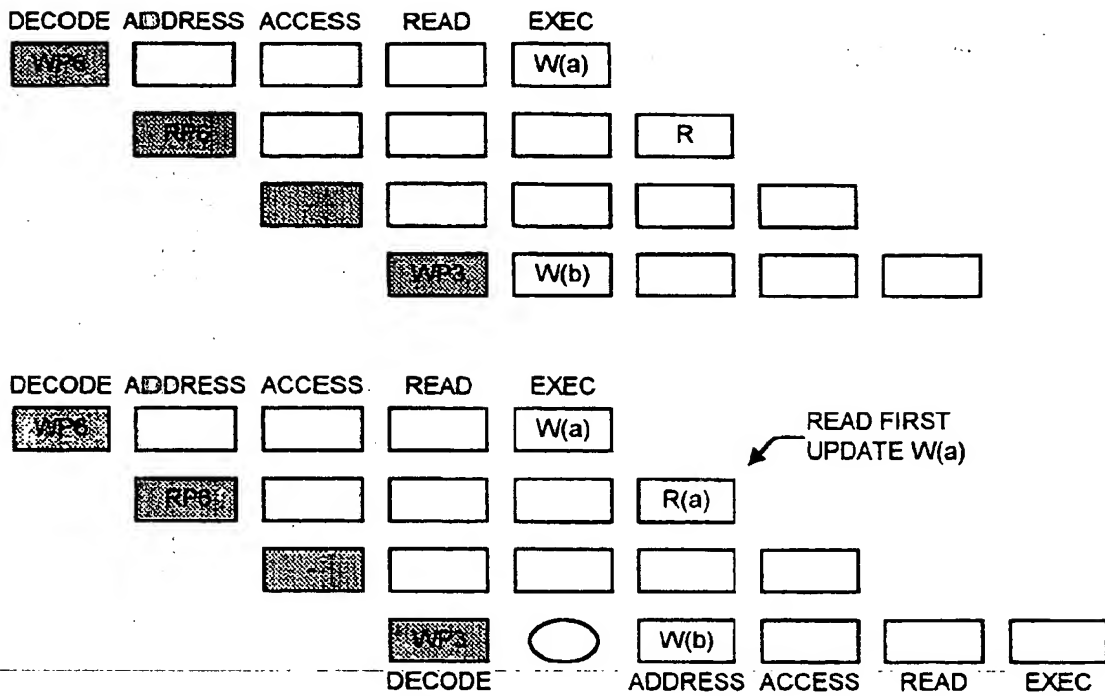 DECODE ADDRESS ACCESS READ EXEC
WP6 W(a)
RP6 R
WP3 W(b)
DECODE ADDRESS ACCESS READ EXEC
WP6 W(a)
READ FIRST
UPDATE W(a)
RP6 R(a)
WP3 W(b)
DECODE ADDRESS ACCESS READ EXEC